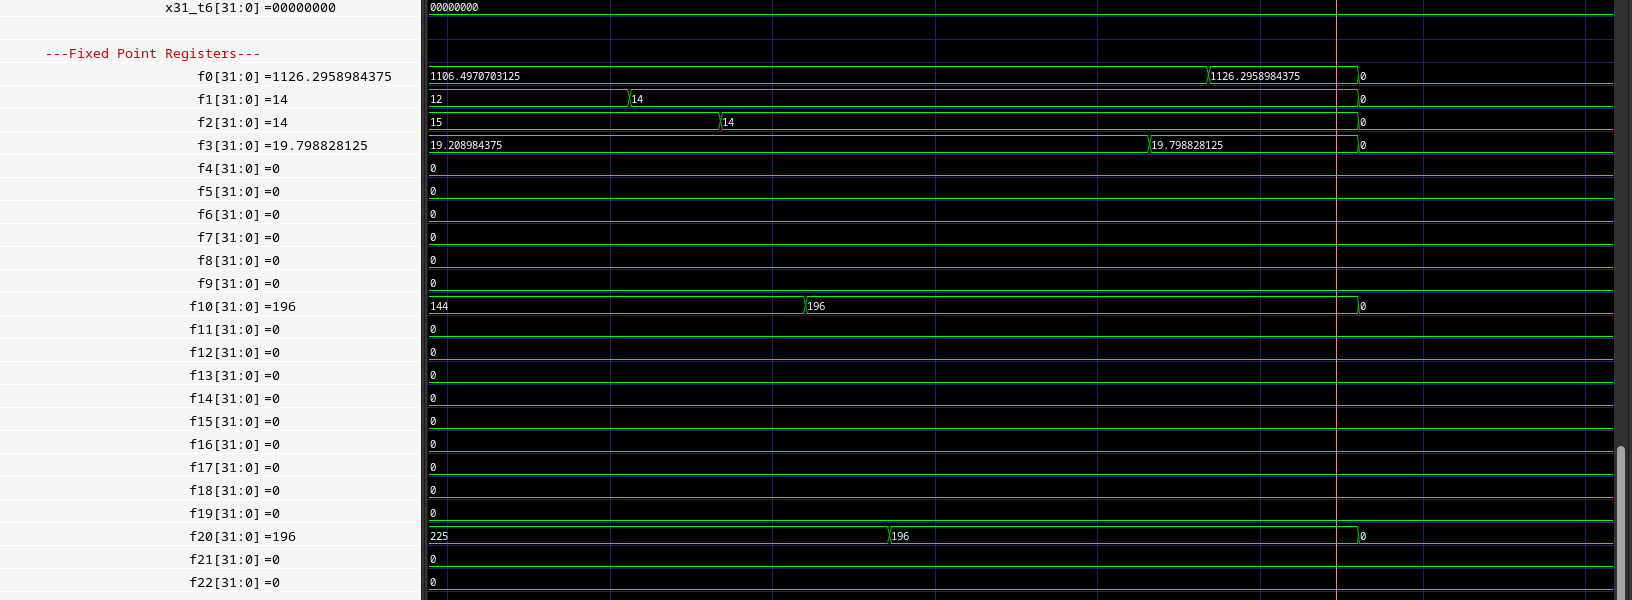 x31_t6[31:0] =00000000 00000000
---Fixed Point Registers---
f0[31:0] =1126.2958984375 1106.4970703125 1126.2958984375 0
f1[31:0] =14 12 14 0
f2[31:0] =14 15 14 0
f3[31:0] =19.798828125 19.208984375 19.798828125 0
f4[31:0] =0 0
f5[31:0] =0 0
f6[31:0] =0 0
f7[31:0] =0 0
f8[31:0] =0 0
f9[31:0] =0 0
f10[31:0] =196 144 196 0
f11[31:0] =0 0
f12[31:0] =0 0
f13[31:0] =0 0
f14[31:0] =0 0
f15[31:0] =0 0
f16[31:0] =0 0
f17[31:0] =0 0
f18[31:0] =0 0
f19[31:0] =0 0
f20[31:0] =196 225 196 0
f21[31:0] =0 0
f22[31:0] =0 0